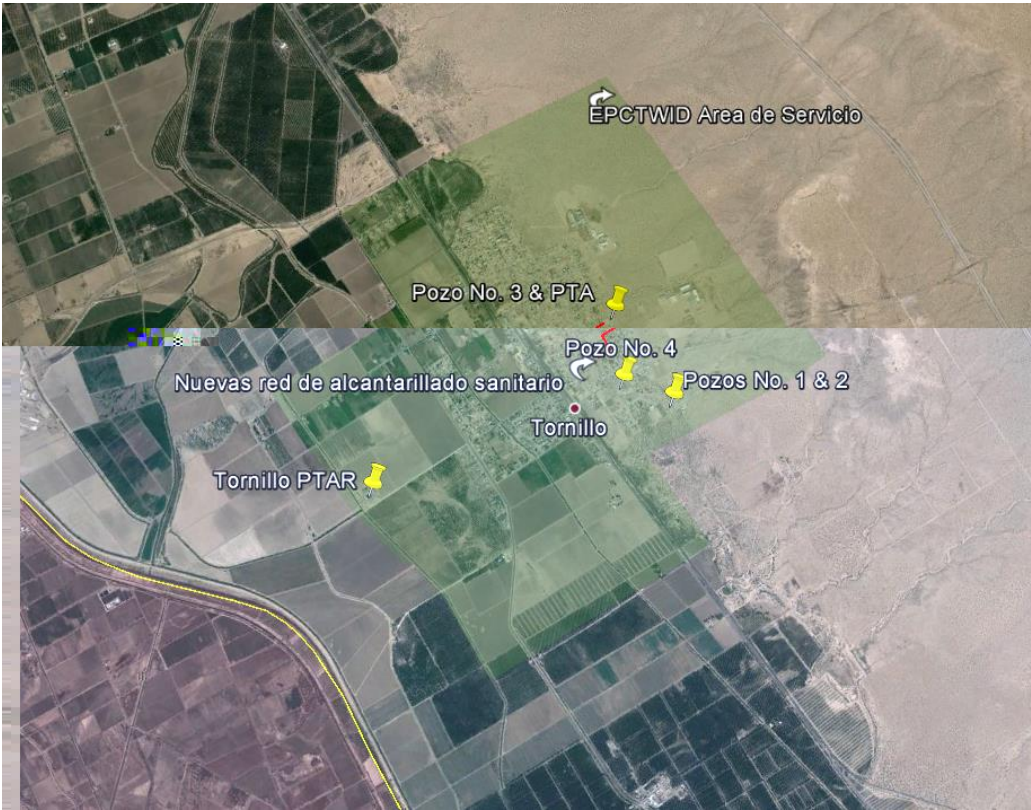 EPCTWID Area de Servicio
Pozo No. 3 & PTA
Pozo No. 4
Nuevas red de alcantarillado sanitario
Pozos No. 1 & 2
Tornillo
Tornillo PTAR